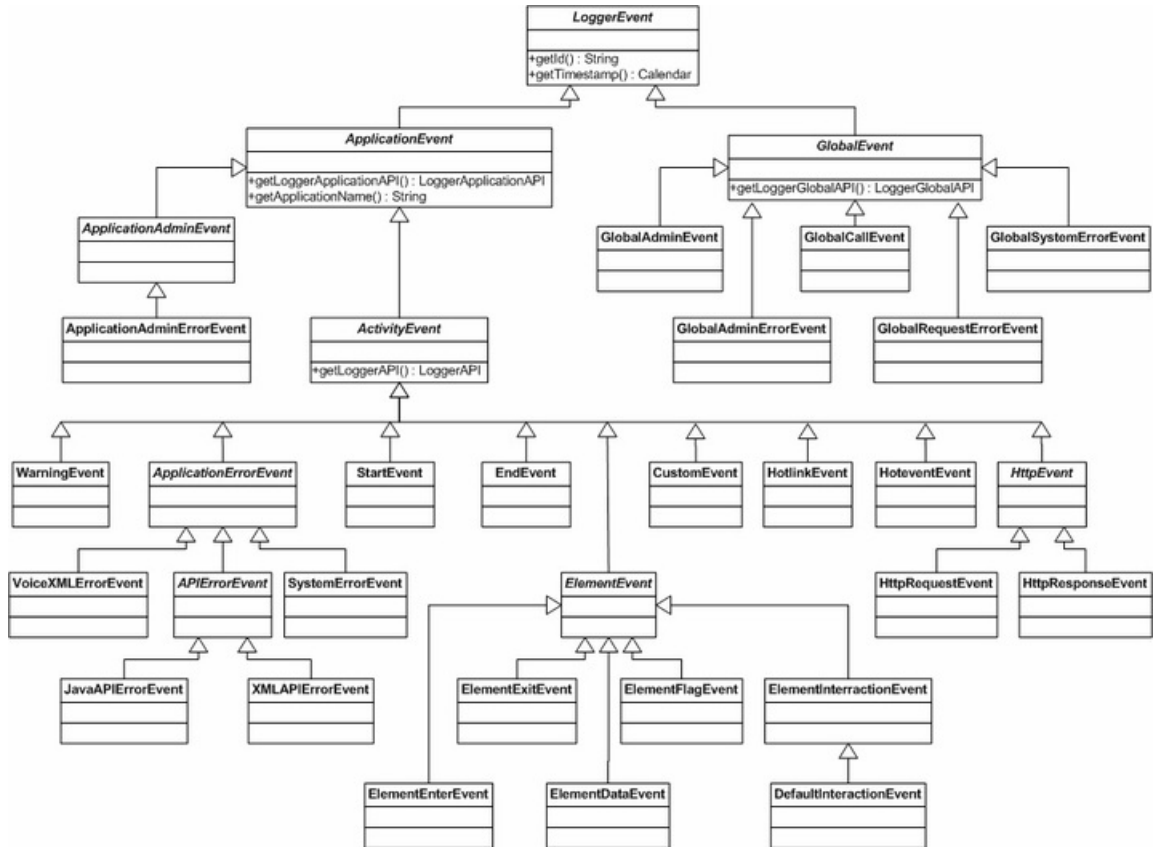 LoggerEvent
+getId() : String
+getTimestamp() : Calendar
ApplicationEvent
+getLoggerApplicationAPI() : LoggerApplicationAPI
+getApplicationName() : String
GlobalEvent
+getLoggerGlobalAPI() : LoggerGlobalAPI
ApplicationAdminEvent
GlobalAdminEvent
GlobalCallEvent
GlobalSystemErrorEvent
ApplicationAdminErrorEvent
ActivityEvent
+getLoggerAPI() : LoggerAPI
GlobalAdminErrorEvent
GlobalRequestErrorEvent
WarningEvent
ApplicationErrorEvent
StartEvent
EndEvent
CustomEvent
HotlinkEvent
HoteventEvent
HttpEvent
VoiceXMLErrorEvent
APIErrorEvent
SystemErrorEvent
ElementEvent
HttpRequestEvent
HttpResponseEvent
JavaAPIErrorEvent
XMLAPIErrorEvent
ElementExitEvent
ElementFlagEvent
ElementInterractionEvent
ElementEnterEvent
ElementDataEvent
DefaultInteractionEvent